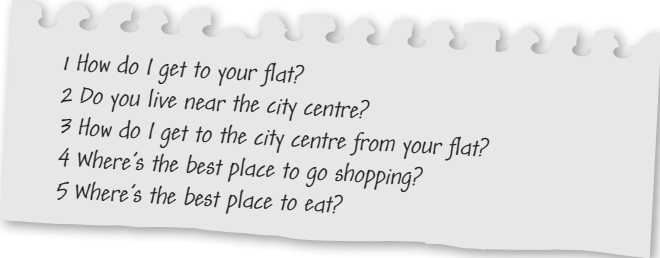 1 How do I get to your flat?
2 Do you live near the city centre?
3 How do I get to the city centre from your flat?
4 Where's the best place to go shopping?
5 Where's the best place to eat?